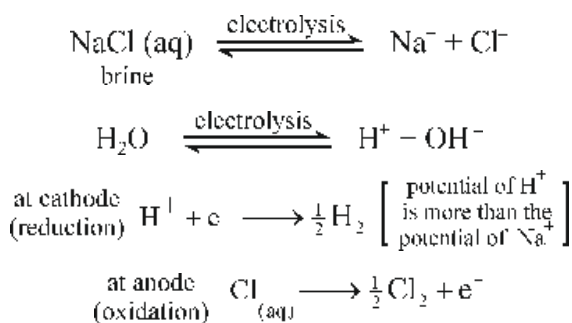 NaCl (aq) electrolysis ⇌ Na⁻ + Cl⁻
brine
H₂O electrolysis ⇌ H⁺ − OH⁻
at cathode (reduction) H⁺ + e ⟶ ½ H₂ [ potential of H⁺ is more than the potential of Na⁺ ]
at anode (oxidation) Cl(aq) ⟶ ½ Cl₂ + e⁻